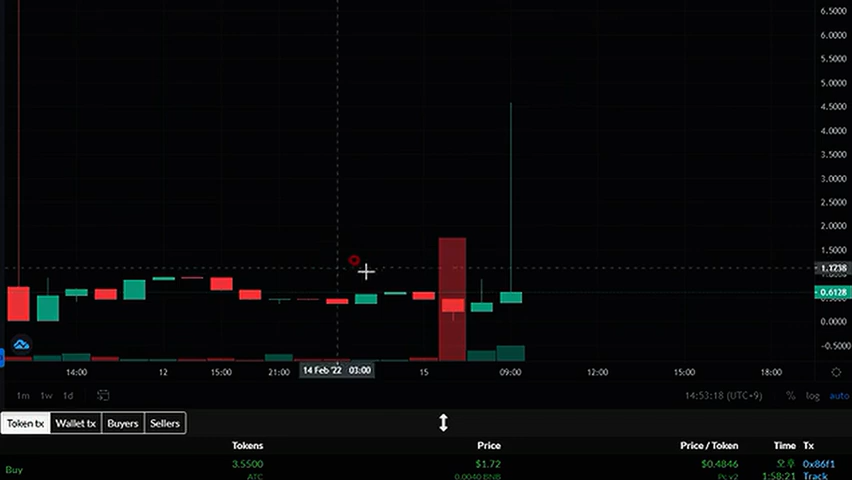 6.5000
6.0000
5.5000
5.0000
4.5000
4.0000
3.5000
3.0000
2.5000
2.0000
1.5000
1.1238
0.6128
0.0000
-0.5000
14:00 12 15:00 21:00 14 Feb '22 03:00 15 09:00 12:00 15:00 18:00
1m 1w 1d 14:53:18 (UTC+9) % log auto
Token tx Wallet tx Buyers Sellers
Tokens Price Price / Token Time Tx
Buy 3.5500 $1.72 $0.4846 오후 0x86f1
ATC 0.0040 BNB Pc v2 1:58:21 Track